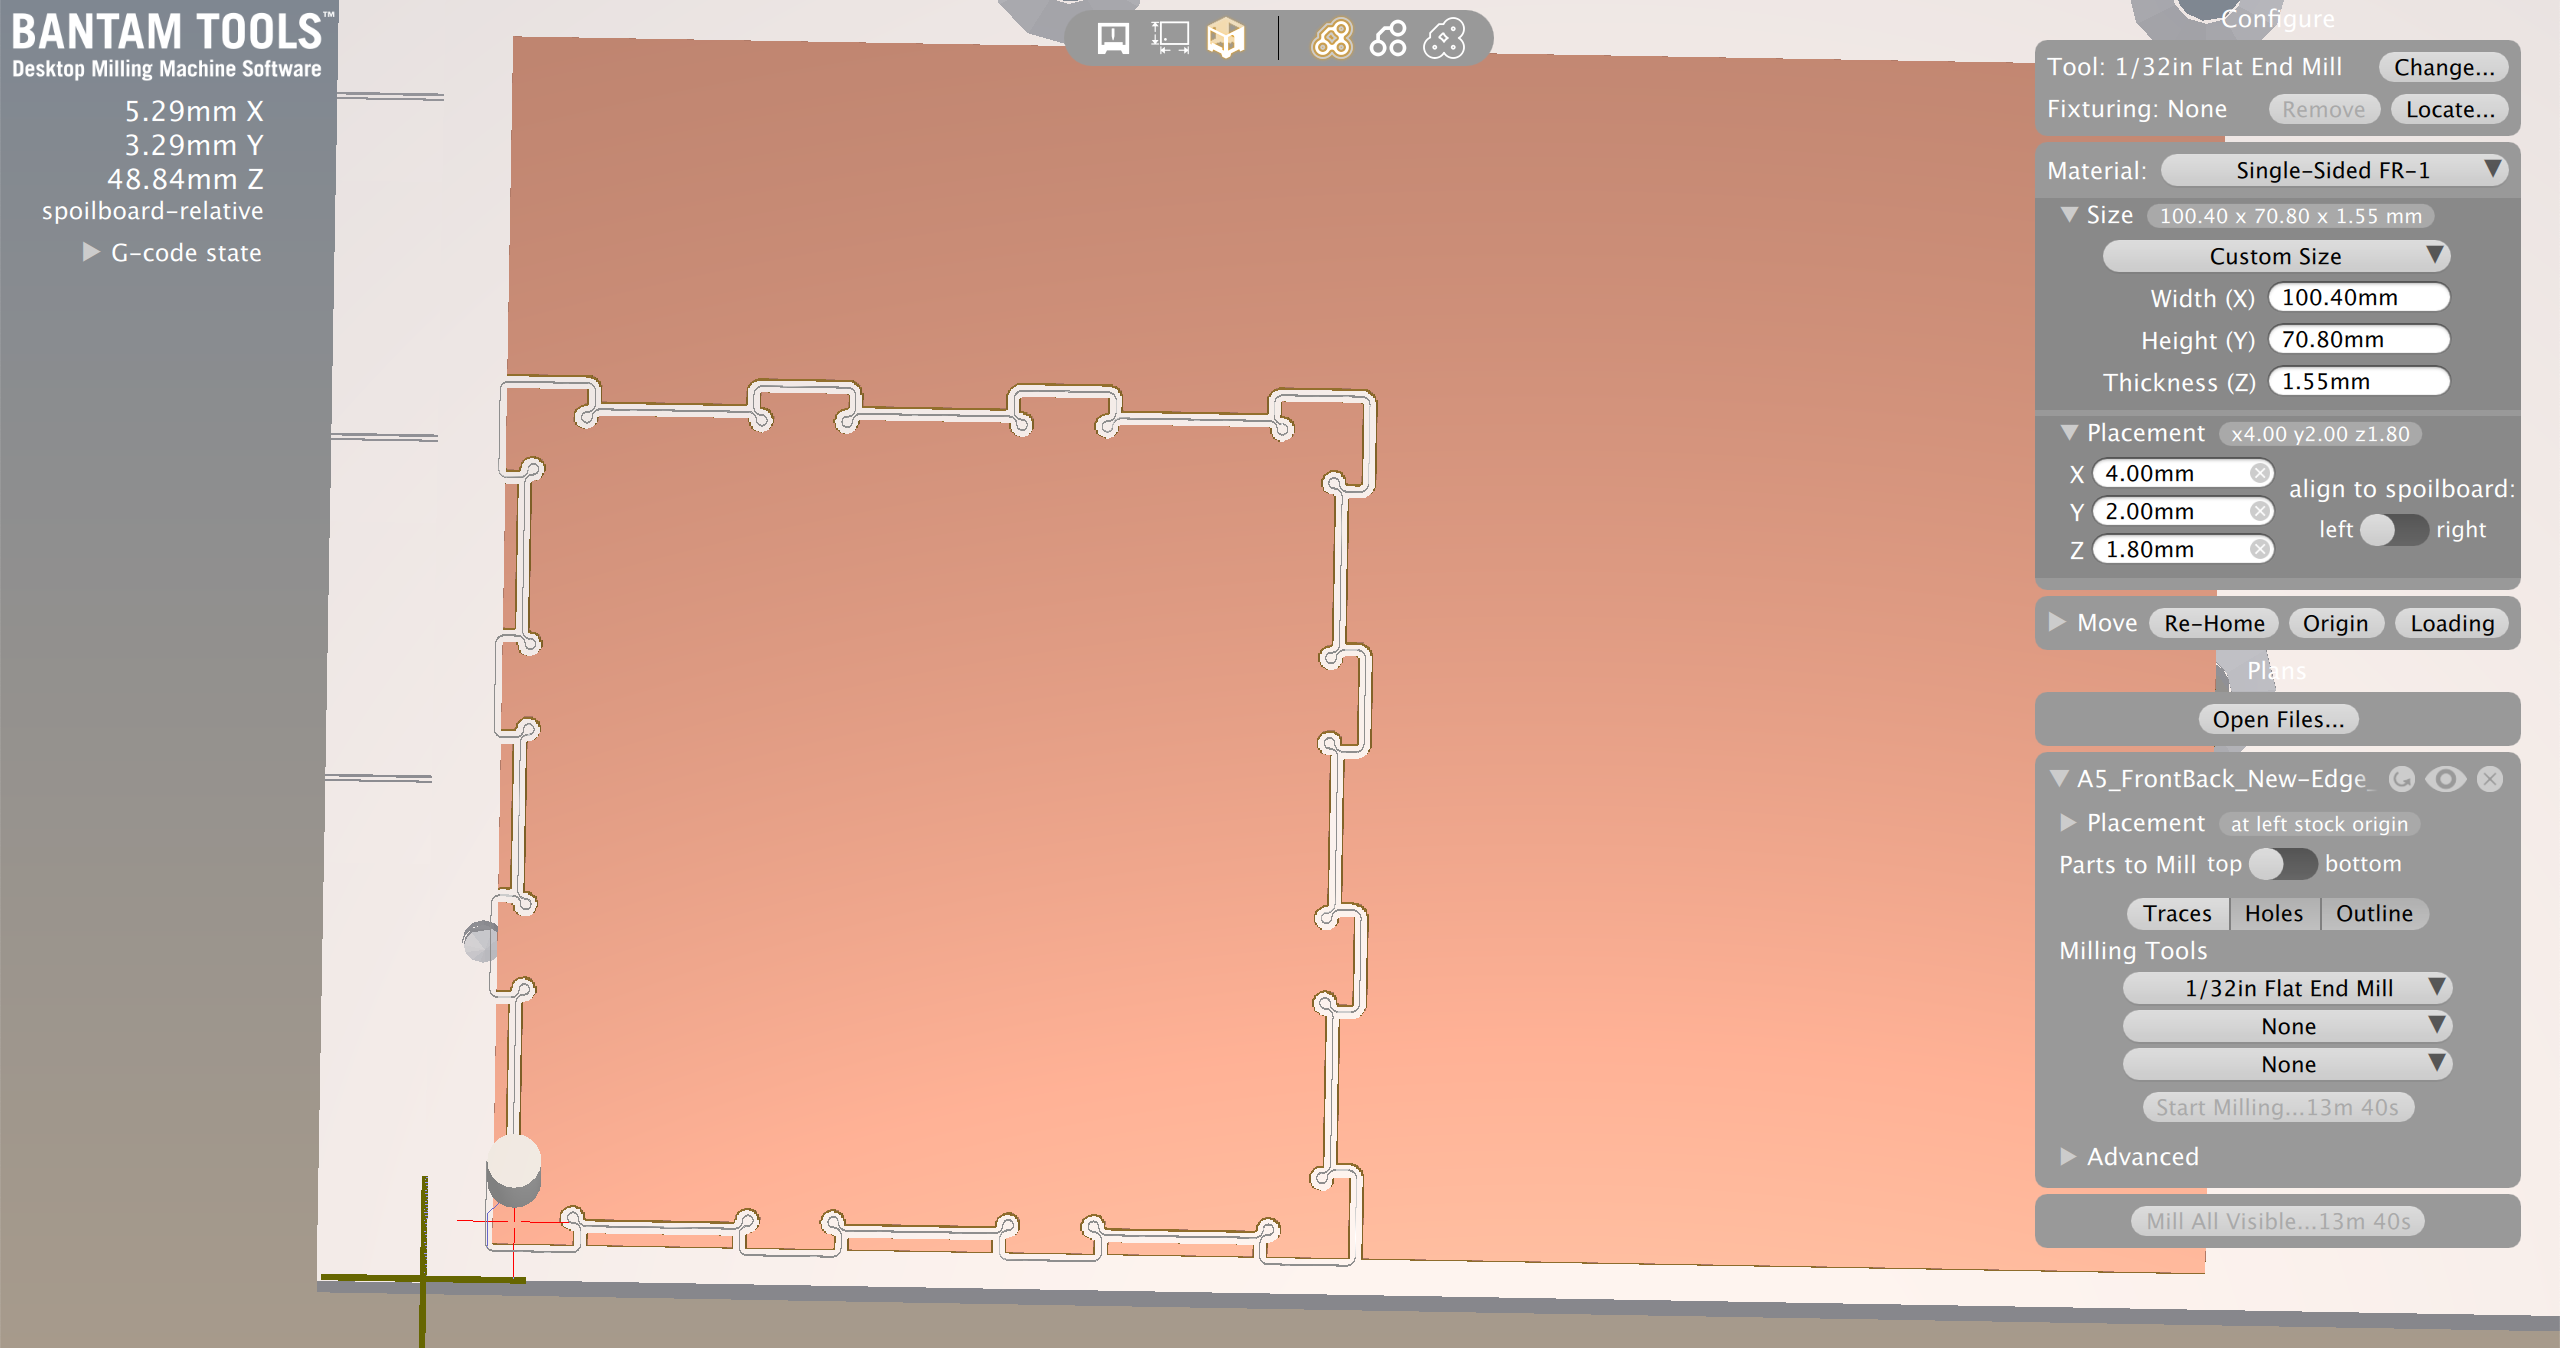 BANTAM TOOLS™
Desktop Milling Machine Software
5.29mm X
3.29mm Y
48.84mm Z
spoilboard-relative
G-code state
Configure
Tool: 1/32in Flat End Mill Change...
Fixturing: None Remove Locate...
Material: Single-Sided FR-1
Size 100.40 x 70.80 x 1.55 mm
Custom Size
Width (X) 100.40mm
Height (Y) 70.80mm
Thickness (Z) 1.55mm
Placement x4.00 y2.00 z1.80
X 4.00mm
align to spoilboard:
Y 2.00mm
left right
Z 1.80mm
Move Re-Home Origin Loading
Plans
Open Files...
A5_FrontBack_New-Edge_
Placement at left stock origin
Parts to Mill top bottom
Traces Holes Outline
Milling Tools
1/32in Flat End Mill
None
None
Start Milling...13m 40s
Advanced
Mill All Visible...13m 40s